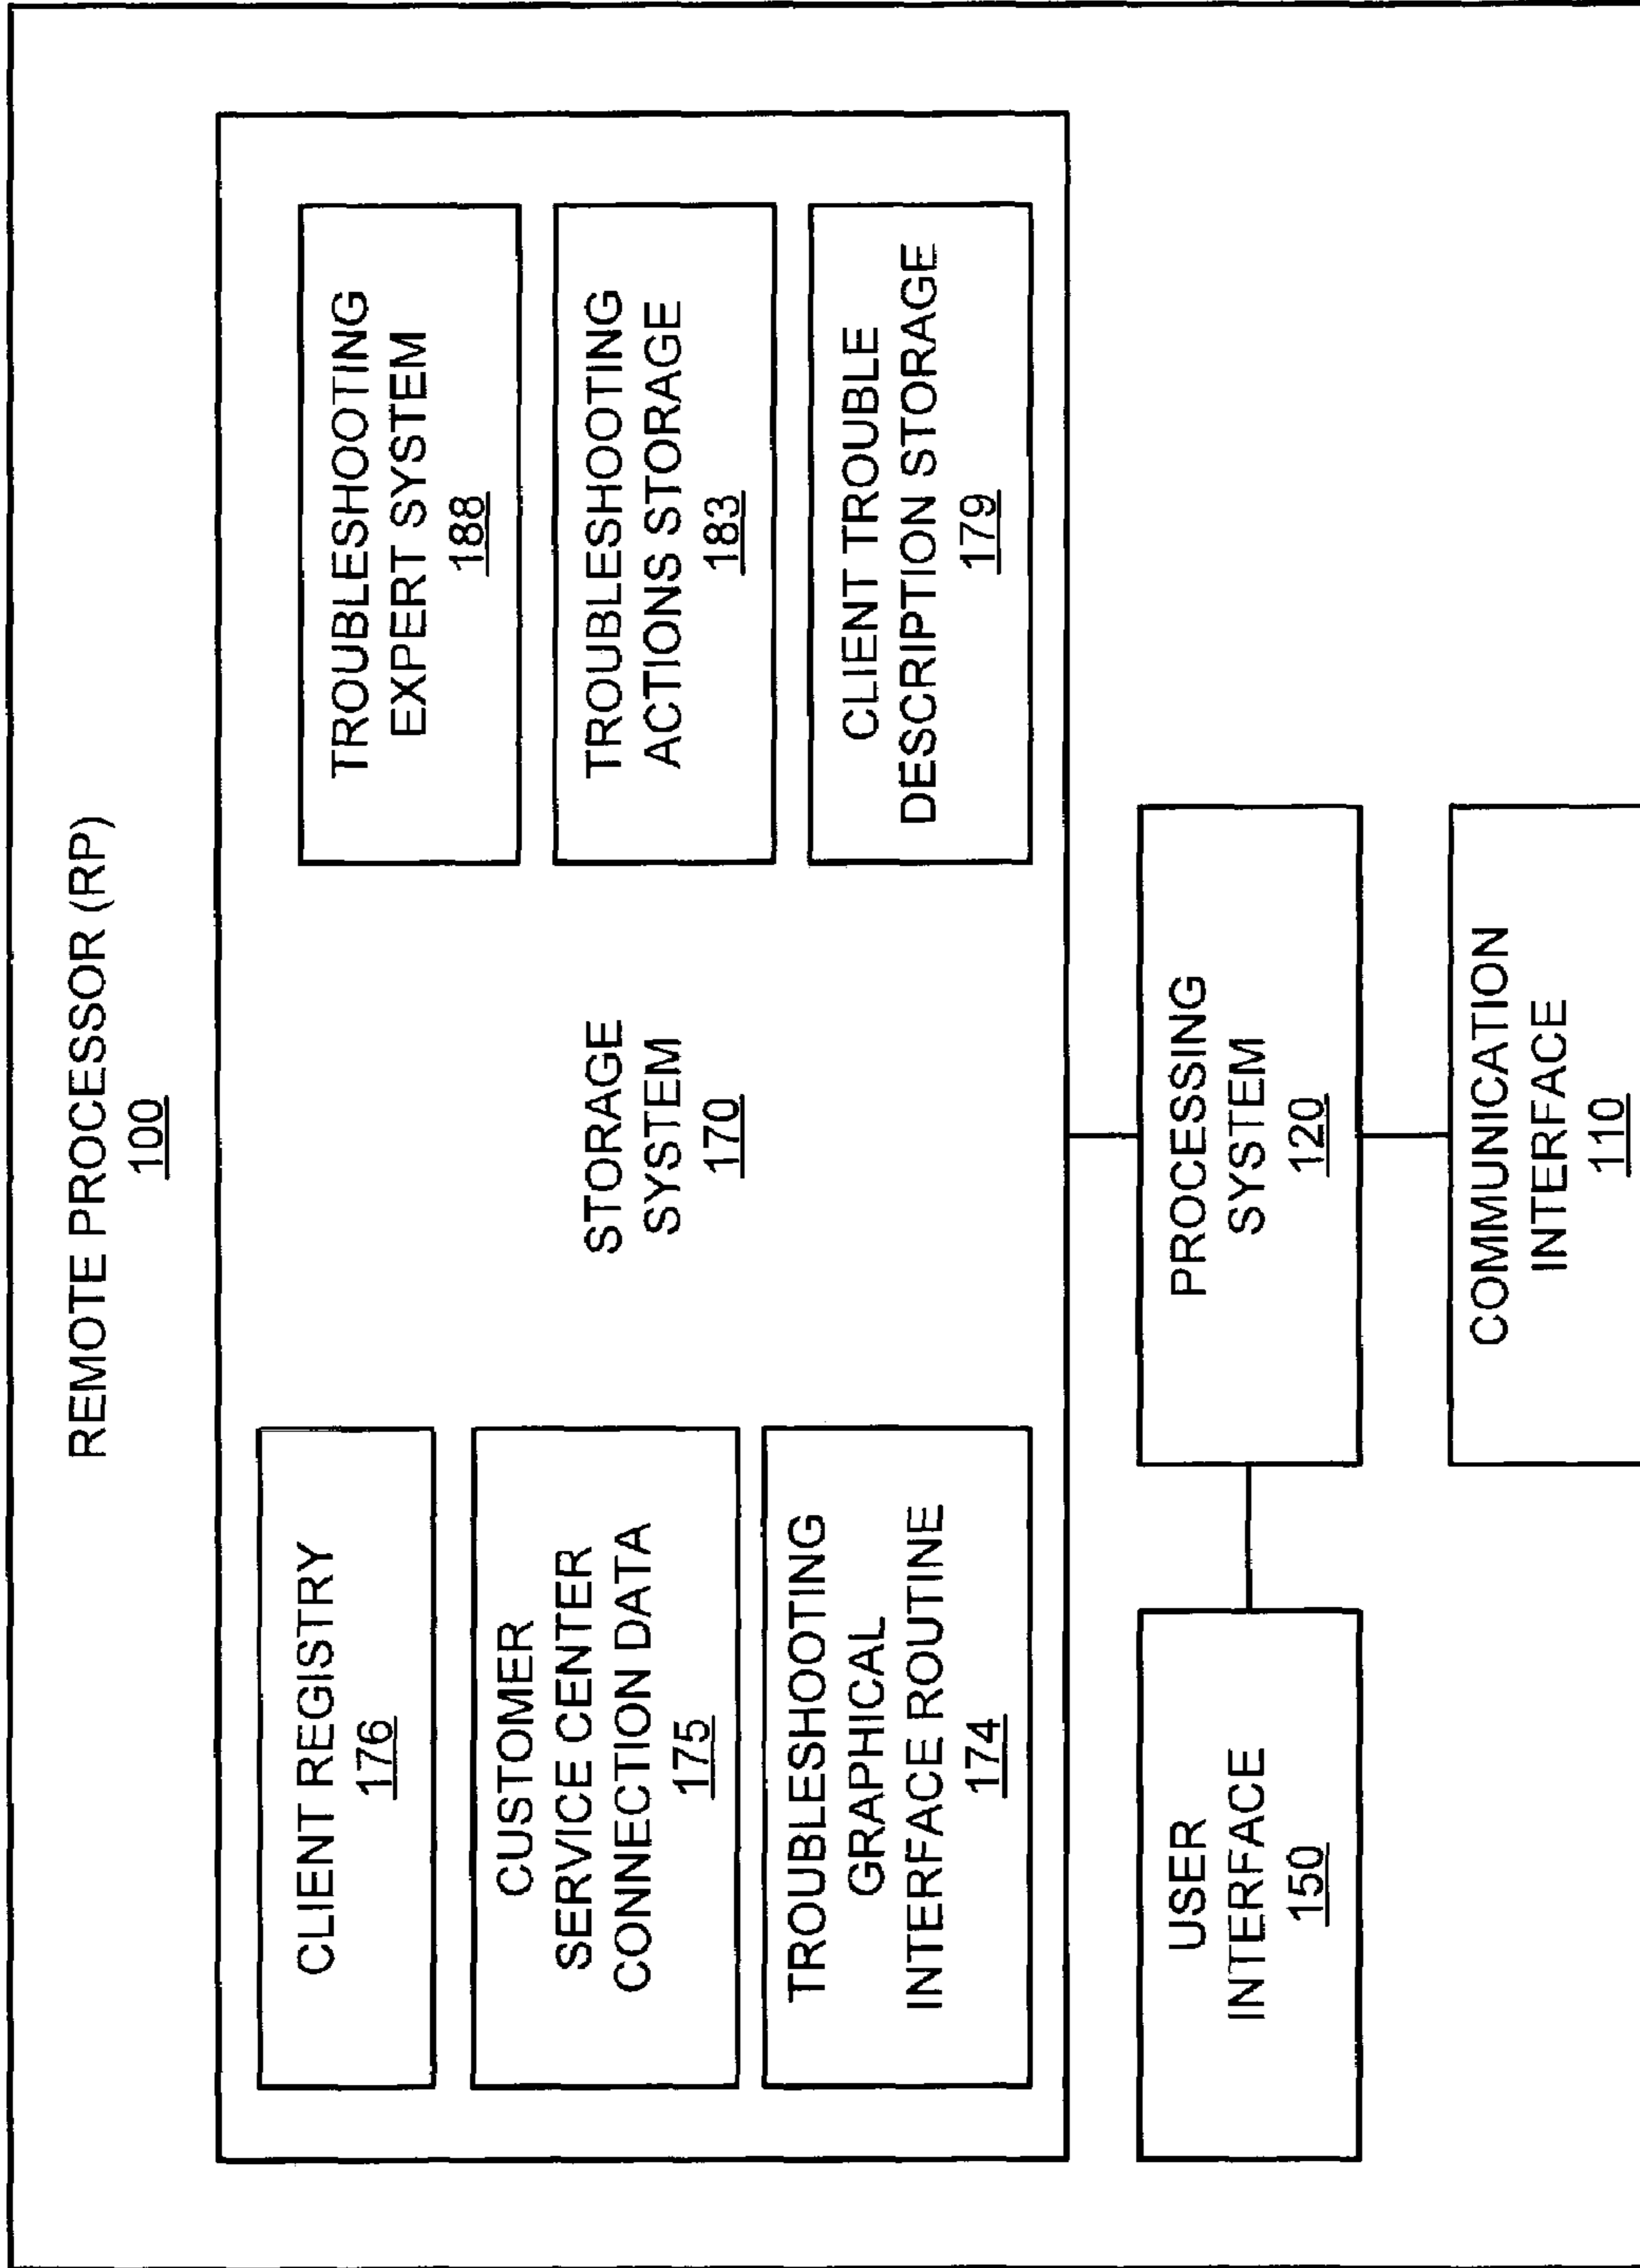 REMOTE PROCESSOR (RP)
100
CLIENT REGISTRY
176
CUSTOMER
SERVICE CENTER
CONNECTION DATA
175
TROUBLESHOOTING
GRAPHICAL
INTERFACE ROUTINE
174
STORAGE
SYSTEM
170
TROUBLESHOOTING
EXPERT SYSTEM
188
TROUBLESHOOTING
ACTIONS STORAGE
183
CLIENT TROUBLE
DESCRIPTION STORAGE
179
USER
INTERFACE
150
PROCESSING
SYSTEM
120
COMMUNICATION
INTERFACE
110